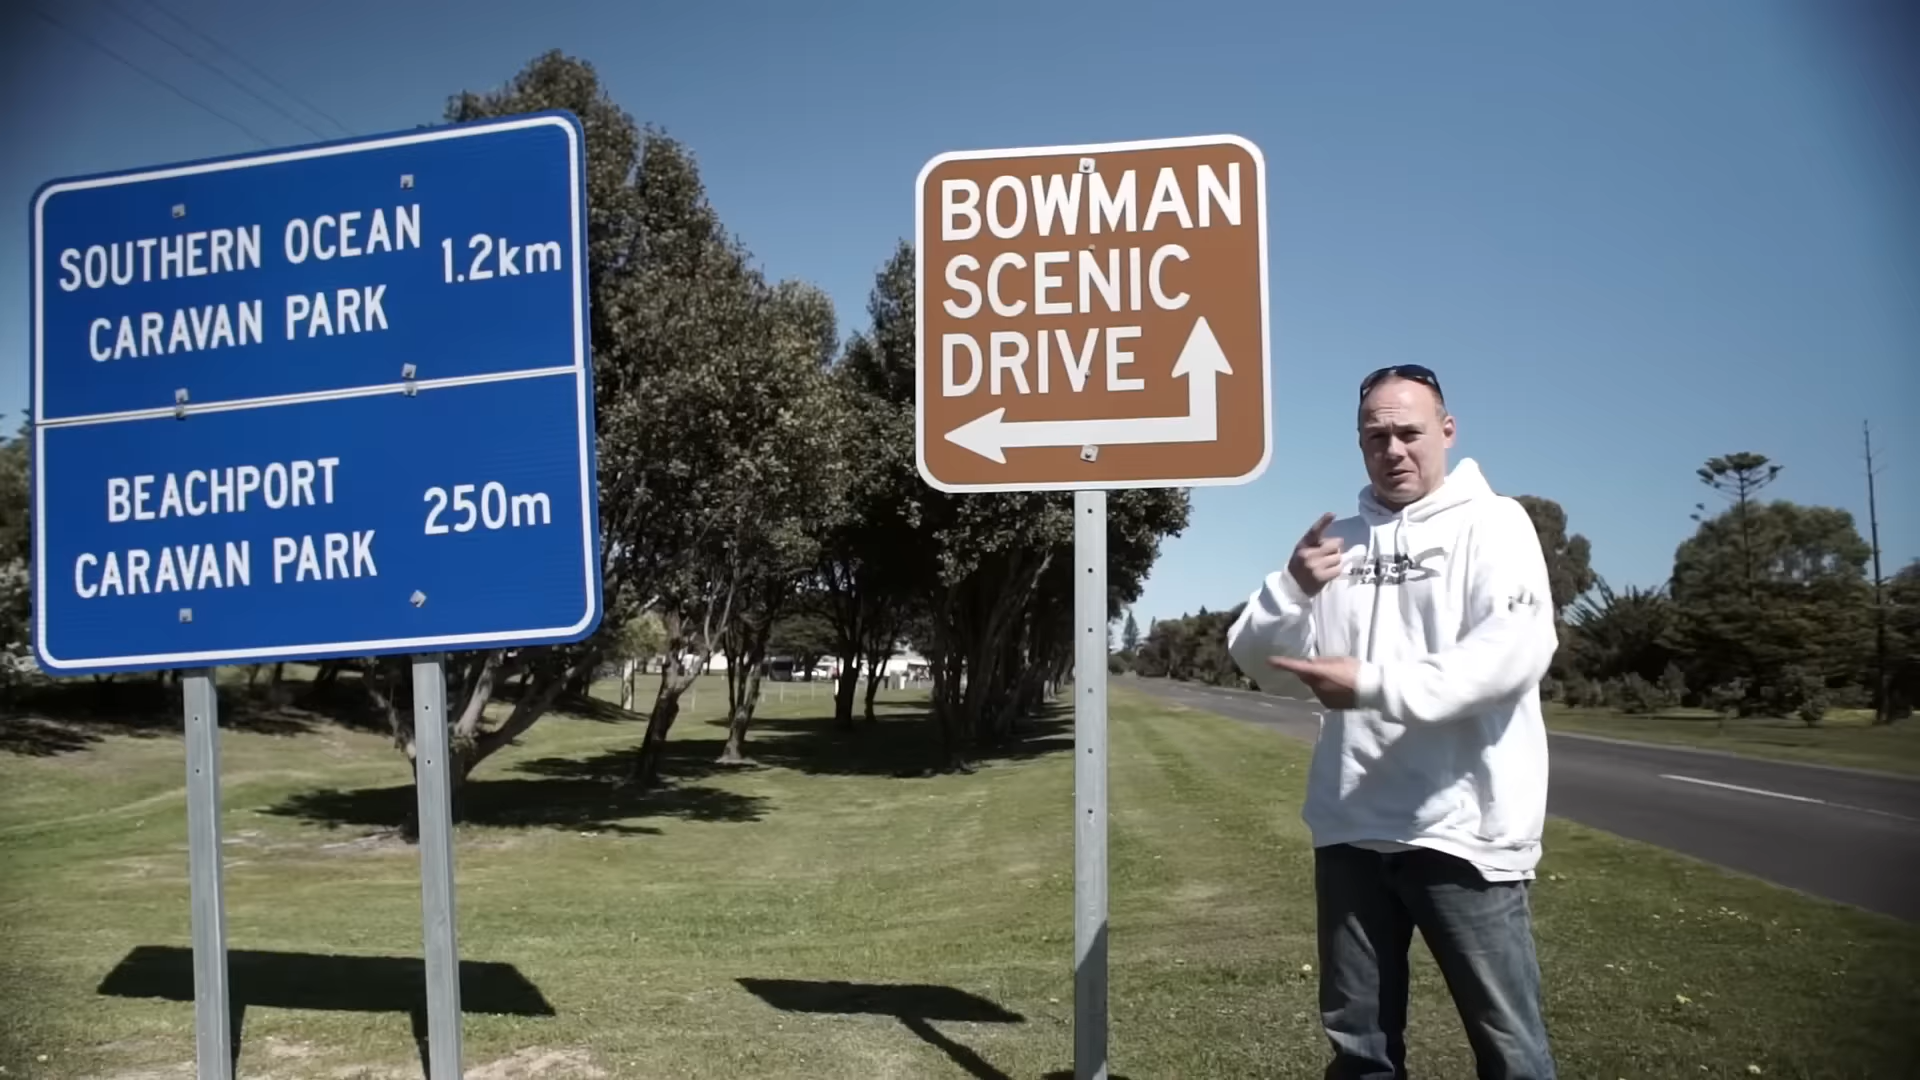 SOUTHERN OCEAN
CARAVAN PARK
1.2km
BEACHPORT
CARAVAN PARK
250m
BOWMAN
SCENIC
DRIVE